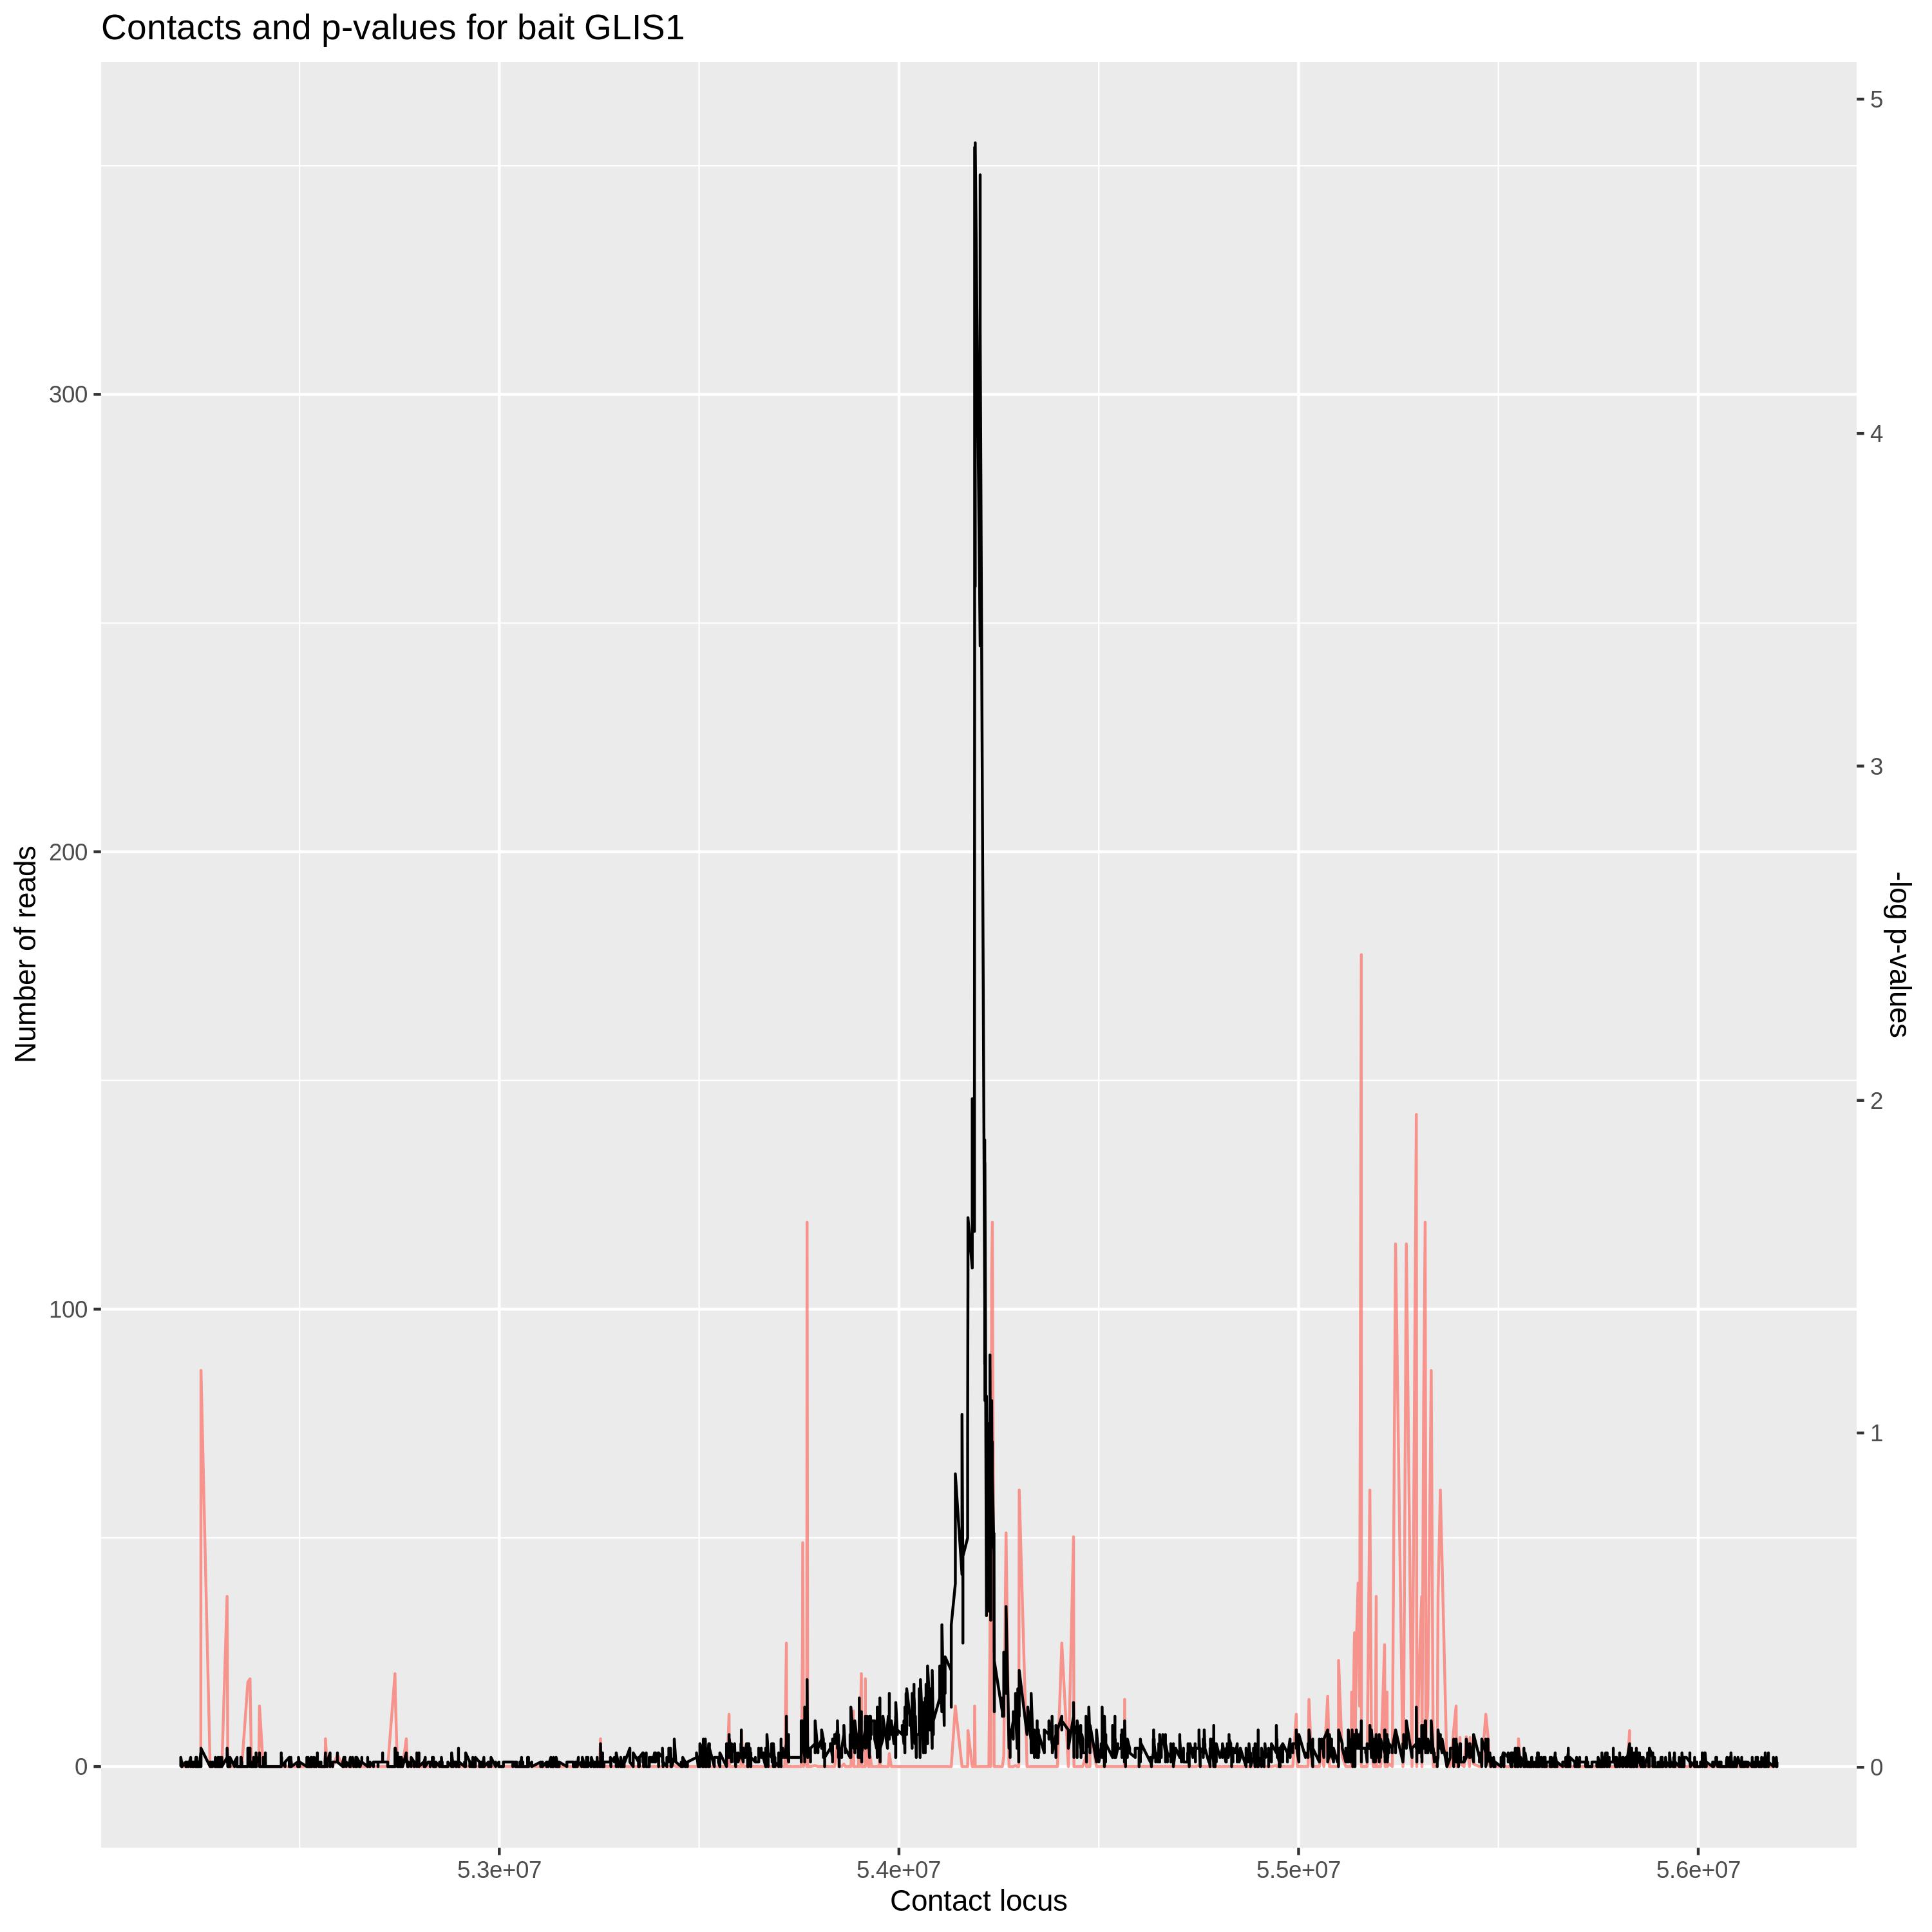 Contacts and p-values for bait GLIS1
Number of reads
300
200
100
0
5
4
3
2
1
0
-log p-values
5.3e+07 5.4e+07 5.5e+07 5.6e+07
Contact locus